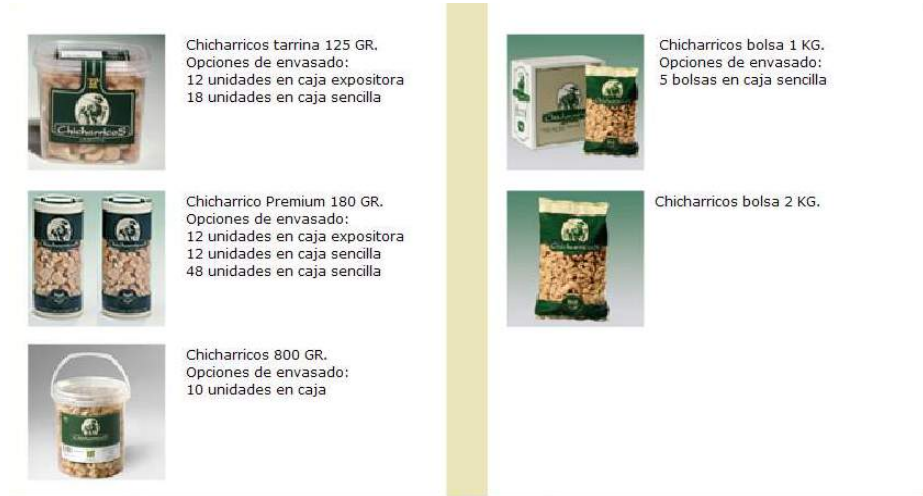 Chicharricos tarrina 125 GR.
Opciones de envasado:
12 unidades en caja expositora
18 unidades en caja sencilla
Chicharricos
Chicharrico Premium 180 GR.
Opciones de envasado:
12 unidades en caja expositora
12 unidades en caja sencilla
48 unidades en caja sencilla
Chicharricos 800 GR.
Opciones de envasado:
10 unidades en caja
Chicharricos
Chicharricos bolsa 1 KG.
Opciones de envasado:
5 bolsas en caja sencilla
Chicharricos bolsa 2 KG.
Chicharricos